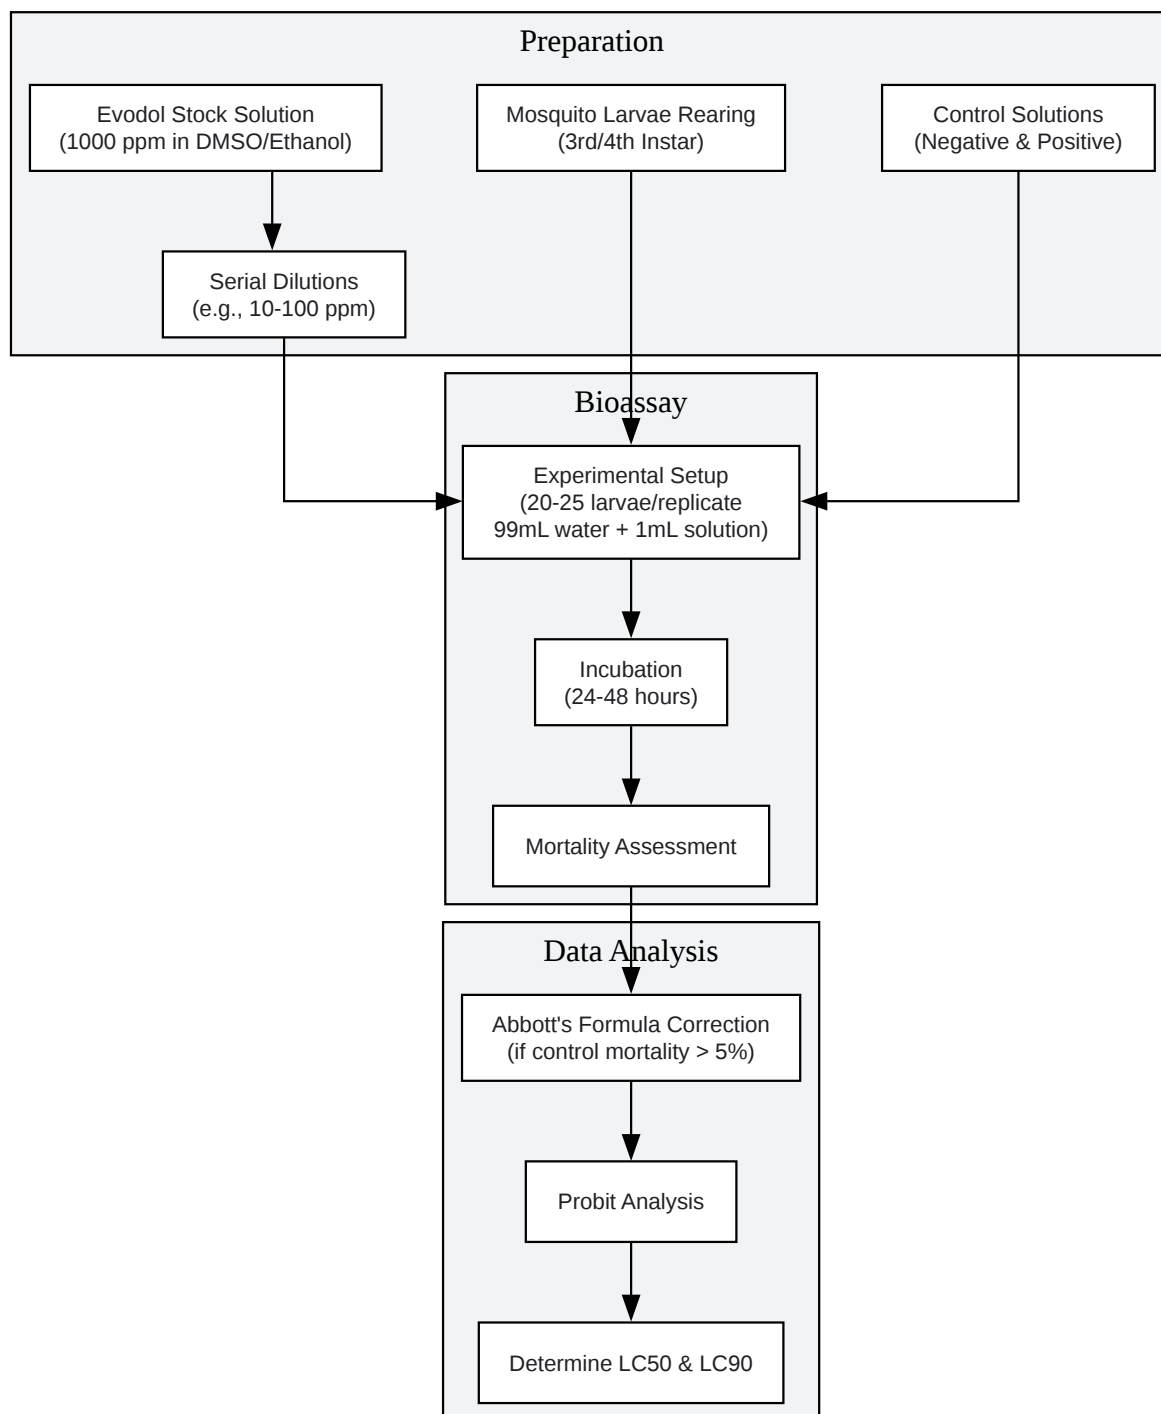 Preparation
Evodol Stock Solution
(1000 ppm in DMSO/Ethanol)
Mosquito Larvae Rearing
(3rd/4th Instar)
Control Solutions
(Negative & Positive)
Serial Dilutions
(e.g., 10-100 ppm)
Bioassay
Experimental Setup
(20-25 larvae/replicate
99mL water + 1mL solution)
Incubation
(24-48 hours)
Mortality Assessment
Data Analysis
Abbott's Formula Correction
(if control mortality > 5%)
Probit Analysis
Determine LC50 & LC90